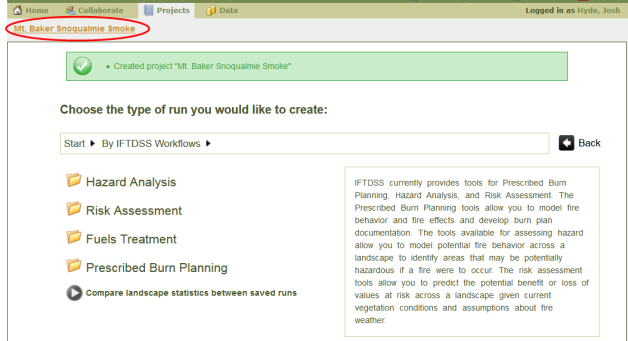 Home Collaborate Projects Data Logged in as Hyde, Josh
Mt. Baker Snoqualmie Smoke
• Created project "Mt. Baker Snoqualmie Smoke".
Choose the type of run you would like to create:
Start ▶ By IFTDSS Workflows ▶ Back
Hazard Analysis
Risk Assessment
Fuels Treatment
Prescribed Burn Planning
Compare landscape statistics between saved runs
IFTDSS currently provides tools for Prescribed Burn
Planning, Hazard Analysis, and Risk Assessment. The
Prescribed Burn Planning tools allow you to model fire
behavior and fire effects and develop burn plan
documentation. The tools available for assessing hazard
allow you to model potential fire behavior across a
landscape to identify areas that may be potentially
hazardous if a fire were to occur. The risk assessment
tools allow you to predict the potential benefit or loss of
values at risk across a landscape given current
vegetation conditions and assumptions about fire
weather.